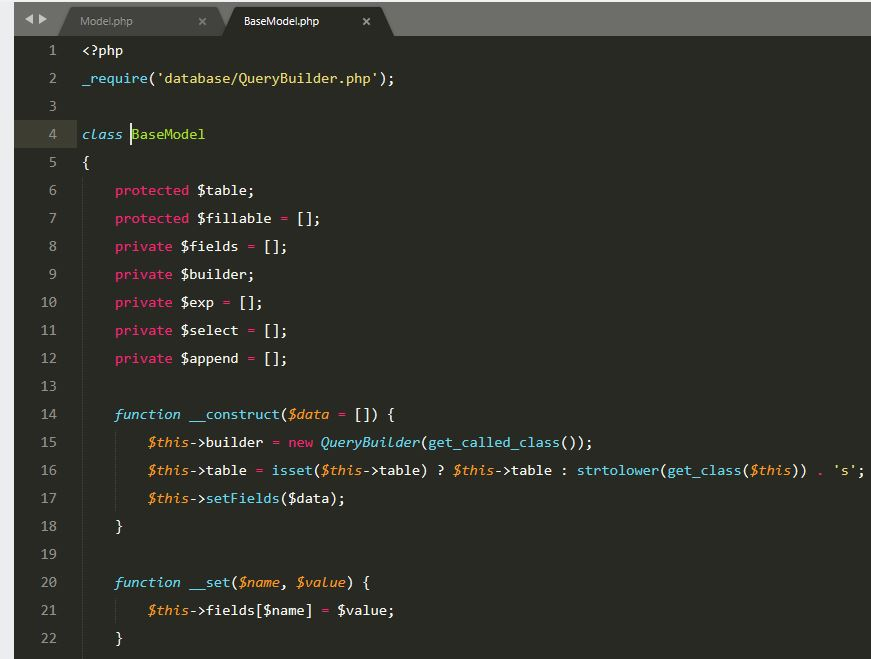 Model.php × BaseModel.php ×
1 <?php
2 _require('database/QueryBuilder.php');
3
4 class BaseModel
5 {
6     protected $table;
7     protected $fillable = [];
8     private $fields = [];
9     private $builder;
10     private $exp = [];
11     private $select = [];
12     private $append = [];
13
14     function __construct($data = []) {
15         $this->builder = new QueryBuilder(get_called_class());
16         $this->table = isset($this->table) ? $this->table : strtolower(get_class($this)) . 's';
17         $this->setFields($data);
18     }
19
20     function __set($name, $value) {
21         $this->fields[$name] = $value;
22     }